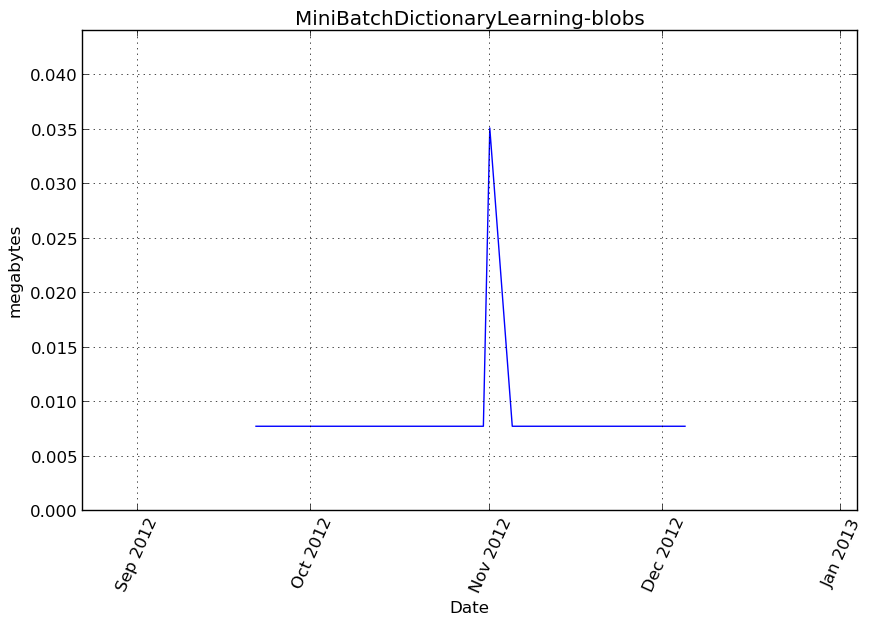 MiniBatchDictionaryLearning-blobs
0.040
0.035
0.030
0.025
0.020
0.015
0.010
0.005
0.000
megabytes
Sep 2012
Oct 2012
Nov 2012
Dec 2012
Jan 2013
Date